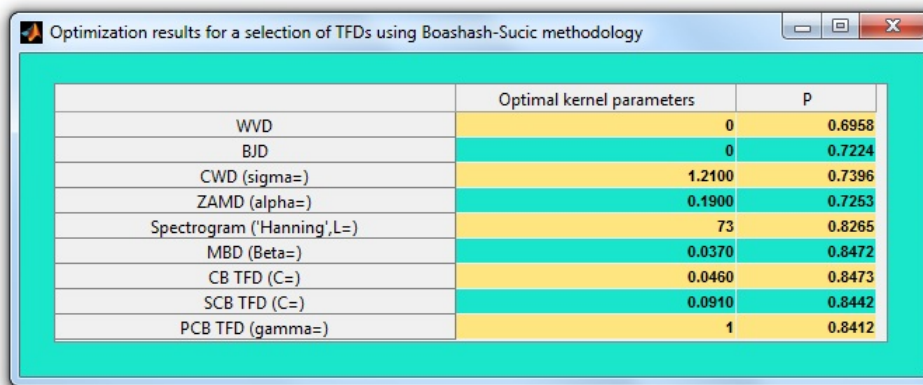 Optimization results for a selection of TFDs using Boashash-Sucic methodology
Optimal kernel parameters P
WVD 0 0.6958
BJD 0 0.7224
CWD (sigma=) 1.2100 0.7396
ZAMD (alpha=) 0.1900 0.7253
Spectrogram ('Hanning',L=) 73 0.8265
MBD (Beta=) 0.0370 0.8472
CB TFD (C=) 0.0460 0.8473
SCB TFD (C=) 0.0910 0.8442
PCB TFD (gamma=) 1 0.8412